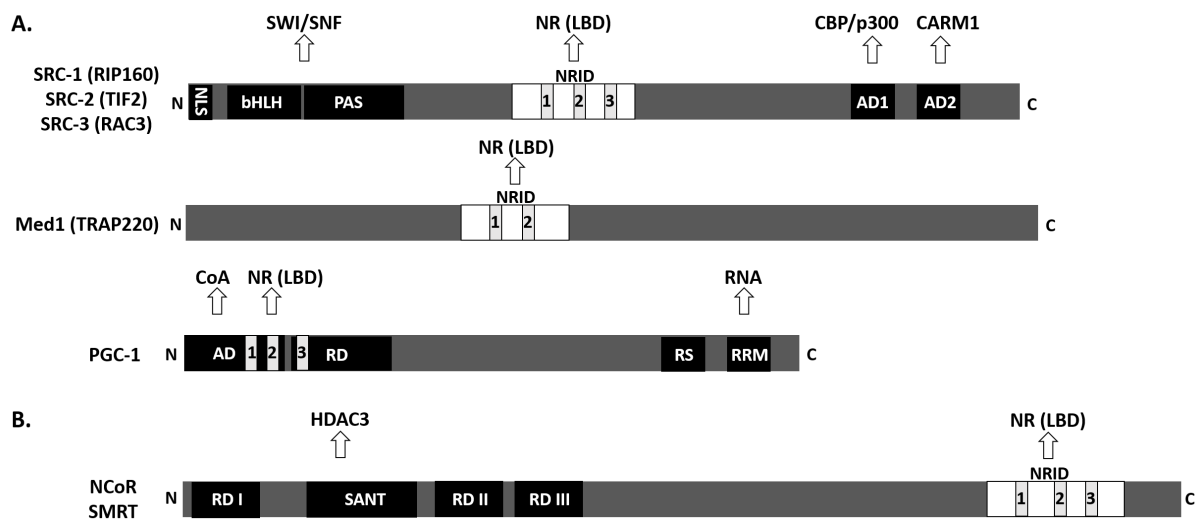 A.
SWI/SNF
NR (LBD)
CBP/p300
CARM1
SRC-1 (RIP160)
SRC-2 (TIF2)
SRC-3 (RAC3)
N
NLS
bHLH
PAS
NRID
1
2
3
AD1
AD2
C
NR (LBD)
NRID
Med1 (TRAP220)
N
1
2
C
CoA
NR (LBD)
RNA
PGC-1
N
AD
1
2
3
RD
RS
RRM
C
B.
HDAC3
NR (LBD)
NRID
NCoR
SMRT
N
RD I
SANT
RD II
RD III
1
2
3
C